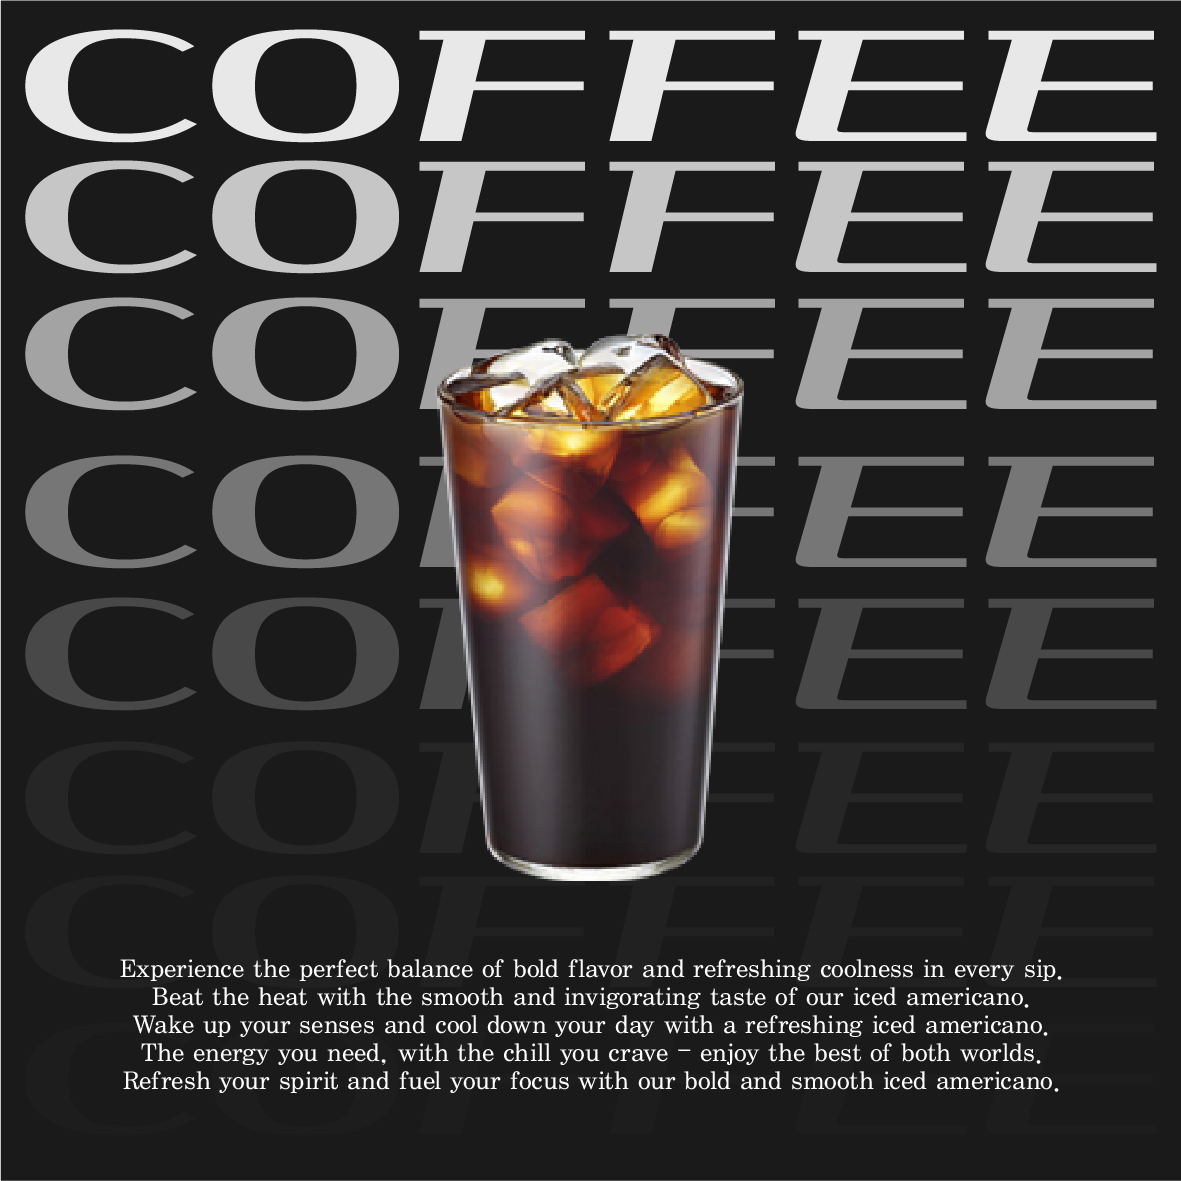 COFFEE
COFFEE
COFFEE
COFFEE
COFFEE
COFFEE
COFFEE
COFFEE
Experience the perfect balance of bold flavor and refreshing coolness in every sip.
Beat the heat with the smooth and invigorating taste of our iced americano.
Wake up your senses and cool down your day with a refreshing iced americano.
The energy you need, with the chill you crave – enjoy the best of both worlds.
Refresh your spirit and fuel your focus with our bold and smooth iced americano.